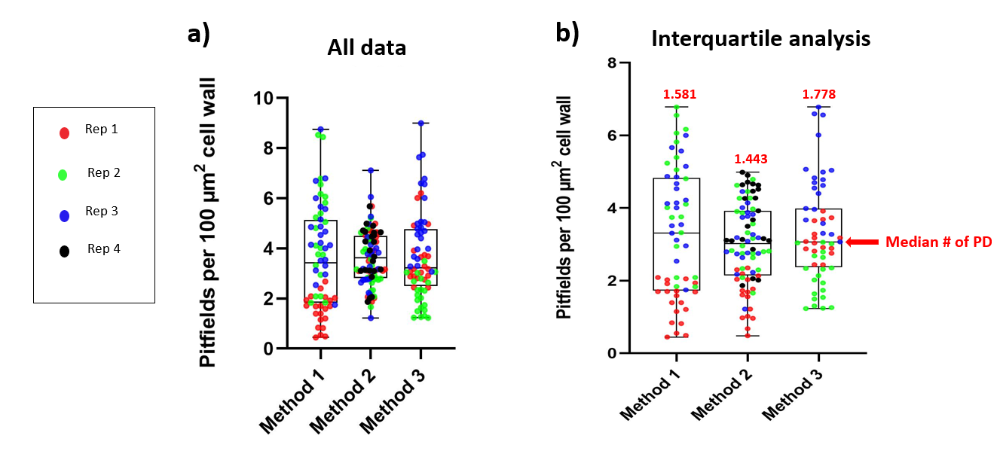 Rep 1
Rep 2
Rep 3
Rep 4
a)
All data
Pitfields per 100 µm² cell wall
10
8
6
4
2
0
Method 1
Method 2
Method 3
b)
Interquartile analysis
Pitfields per 100 µm² cell wall
8
6
4
2
0
1.581
1.443
1.778
Median # of PD
Method 1
Method 2
Method 3